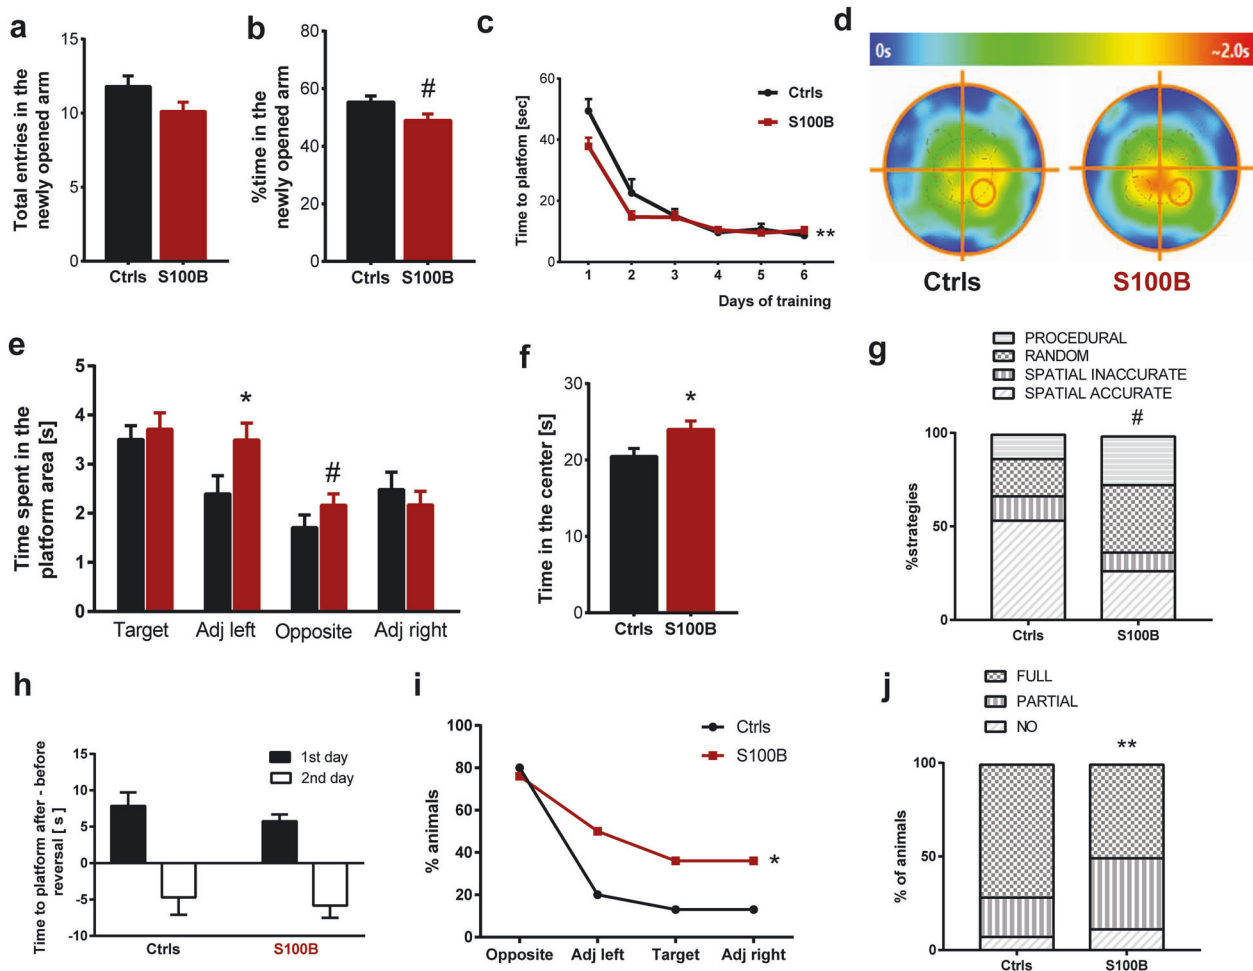 a
Total entries in the
newly opened arm
15
10
5
0
Ctrls
S100B
b
%time in the
newly opened arm
80
60
40
20
0
#
Ctrls
S100B
c
Time to platfom [sec]
60
40
20
0
Ctrls
S100B
**
1 2 3 4 5 6
Days of training
d
0s
~2.0s
Ctrls
S100B
e
Time spent in the
platform area [s]
5
4
3
2
1
0
*
#
Target
Adj left
Opposite
Adj right
f
Time in the center [s]
30
20
10
0
*
Ctrls
S100B
g
PROCEDURAL
RANDOM
SPATIAL INACCURATE
SPATIAL ACCURATE
#
%strategies
100
50
0
Ctrls
S100B
h
Time to platform after - before
reversal [ s ]
15
10
5
0
-5
-10
1st day
2nd day
Ctrls
S100B
i
% animals
100
80
60
40
20
0
Ctrls
S100B
*
Opposite
Adj left
Target
Adj right
j
FULL
PARTIAL
NO
**
% of animals
100
50
0
Ctrls
S100B